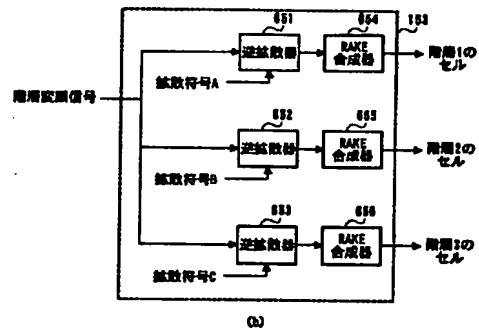 651
654
153
逆拡散器
RAKE
合成器
階層1の
セル
拡散符号A
階層変調信号
652
655
逆拡散器
RAKE
合成器
階層2の
セル
拡散符号B
653
656
逆拡散器
RAKE
合成器
階層3の
セル
拡散符号C
(b)